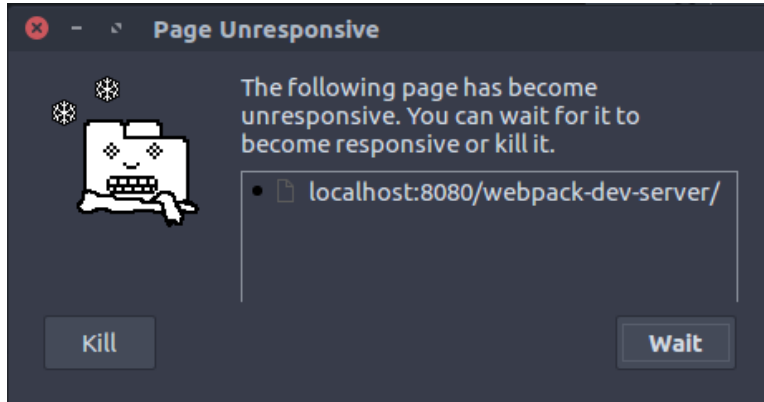 Page Unresponsive
The following page has become
unresponsive. You can wait for it to
become responsive or kill it.
localhost:8080/webpack-dev-server/
Kill
Wait